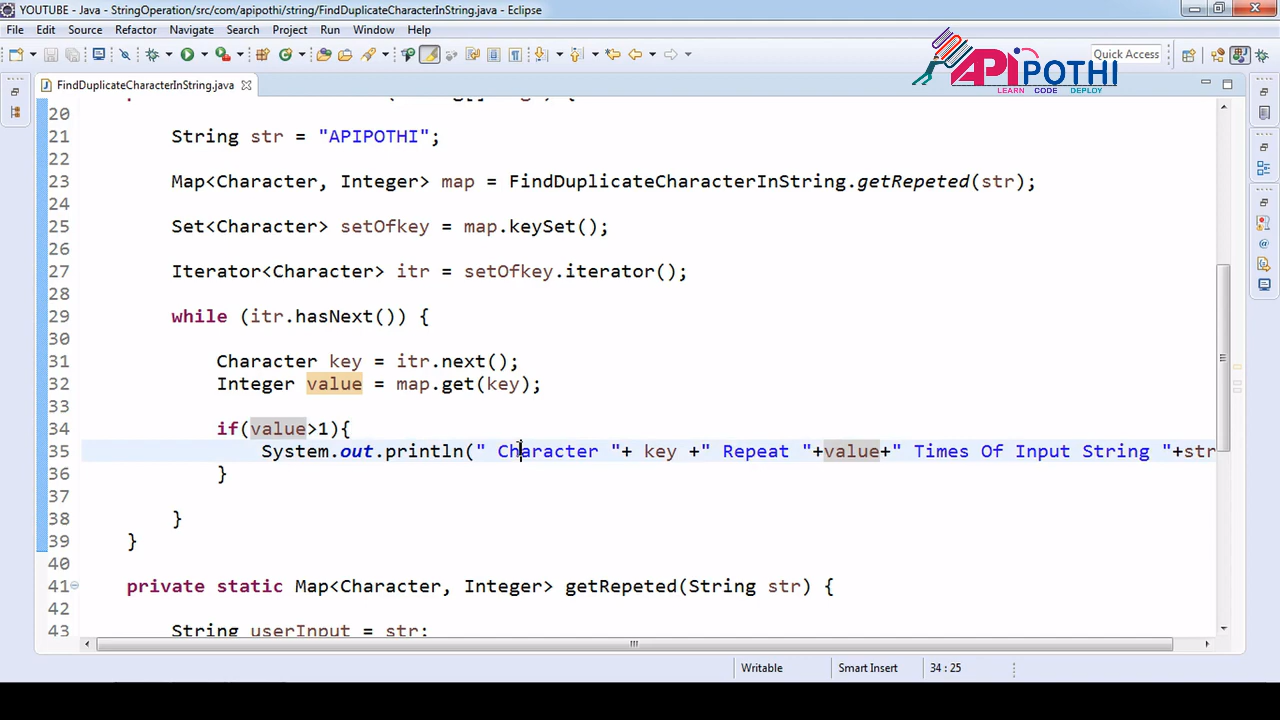 YOUTUBE - Java - StringOperation/src/com/apipothi/string/FindDuplicateCharacterInString.java - Eclipse
File Edit Source Refactor Navigate Search Project Run Window Help
Quick Access
APIPOTHI
LEARN CODE DEPLOY
FindDuplicateCharacterInString.java
20
21 String str = "APIPOTHI";
22
23 Map<Character, Integer> map = FindDuplicateCharacterInString.getRepeted(str);
24
25 Set<Character> setOfkey = map.keySet();
26
27 Iterator<Character> itr = setOfkey.iterator();
28
29 while (itr.hasNext()) {
30
31 Character key = itr.next();
32 Integer value = map.get(key);
33
34 if(value>1){
35 System.out.println(" Character "+ key +" Repeat "+value+" Times Of Input String "+str
36 }
37
38 }
39 }
40
41 private static Map<Character, Integer> getRepeted(String str) {
42
43 String userInput = str;
Writable Smart Insert 34 : 25